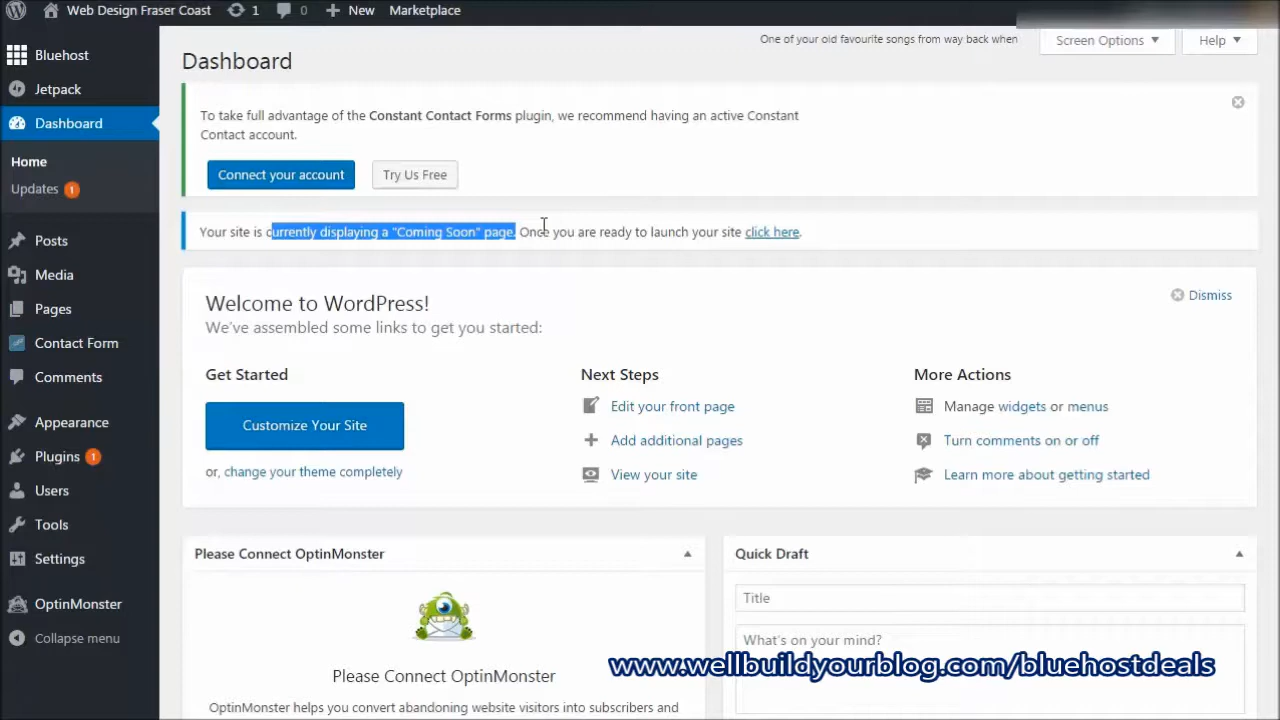 Web Design Fraser Coast 1 0 New Marketplace
Bluehost
Jetpack
Dashboard
Home
Updates 1
Posts
Media
Pages
Contact Form
Comments
Appearance
Plugins 1
Users
Tools
Settings
OptinMonster
Collapse menu
One of your old favourite songs from way back when
Screen Options
Help
Dashboard
To take full advantage of the Constant Contact Forms plugin, we recommend having an active Constant
Contact account.
Connect your account Try Us Free
Your site is currently displaying a "Coming Soon" page. Once you are ready to launch your site click here.
Welcome to WordPress!
Dismiss
We've assembled some links to get you started:
Get Started
Customize Your Site
or, change your theme completely
Next Steps
Edit your front page
Add additional pages
View your site
More Actions
Manage widgets or menus
Turn comments on or off
Learn more about getting started
Please Connect OptinMonster
Please Connect OptinMonster
OptinMonster helps you convert abandoning website visitors into subscribers and
Quick Draft
Title
What's on your mind?
www.wellbuildyourblog.com/bluehostdeals